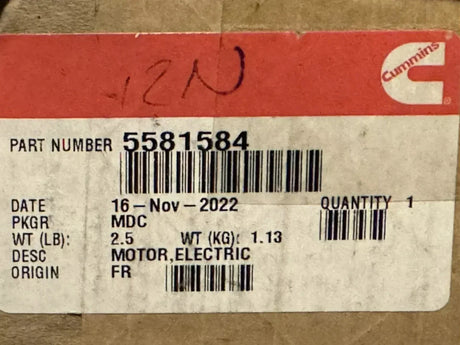 Cummins
12N
PART NUMBER 5581584
DATE 16-Nov-2022 QUANTITY 1
PKGR MDC
WT (LB): 2.5 WT (KG): 1.13
DESC MOTOR,ELECTRIC
ORIGIN FR